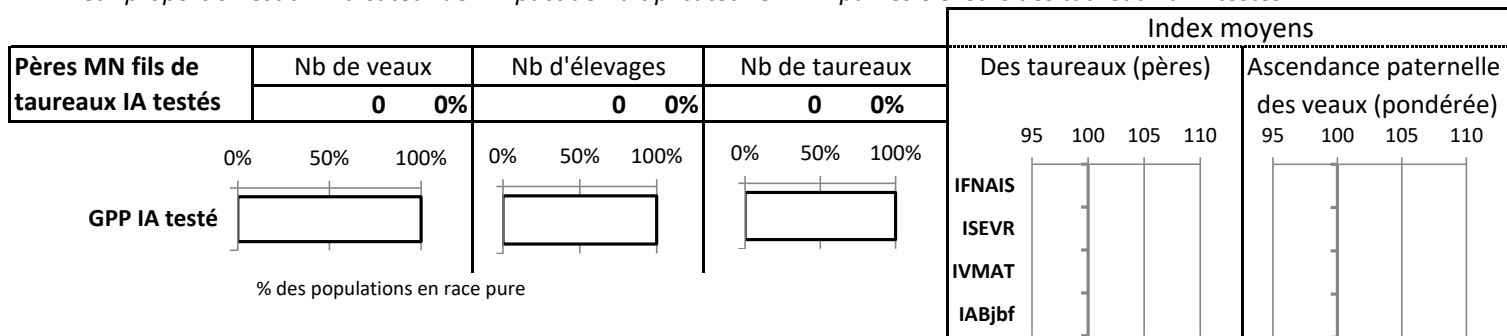 Index moyens
Pères MN fils de taureaux IA testés
Nb de veaux
Nb d'élevages
Nb de taureaux
Des taureaux (pères)
Ascendance paternelle des veaux (pondérée)
0 0%
0 0%
0 0%
95 100 105 110
95 100 105 110
0% 50% 100%
0% 50% 100%
0% 50% 100%
GPP IA testé
IFNAIS
ISEVR
IVMAT
IABjbf
% des populations en race pure